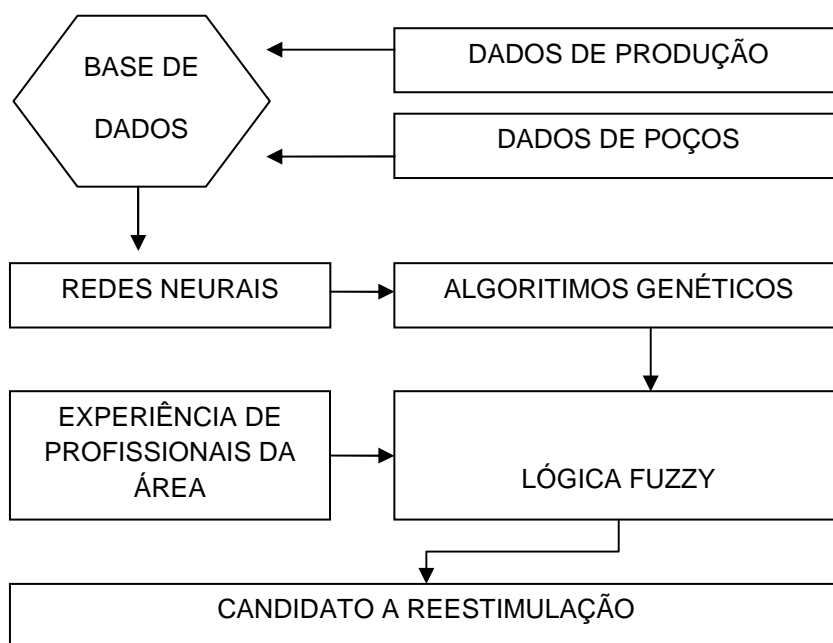 BASE DE
DADOS
DADOS DE PRODUÇÃO
DADOS DE POÇOS
REDES NEURAIS
ALGORITIMOS GENÉTICOS
EXPERIÊNCIA DE
PROFISSIONAIS DA
ÁREA
LÓGICA FUZZY
CANDIDATO A REESTIMULAÇÃO